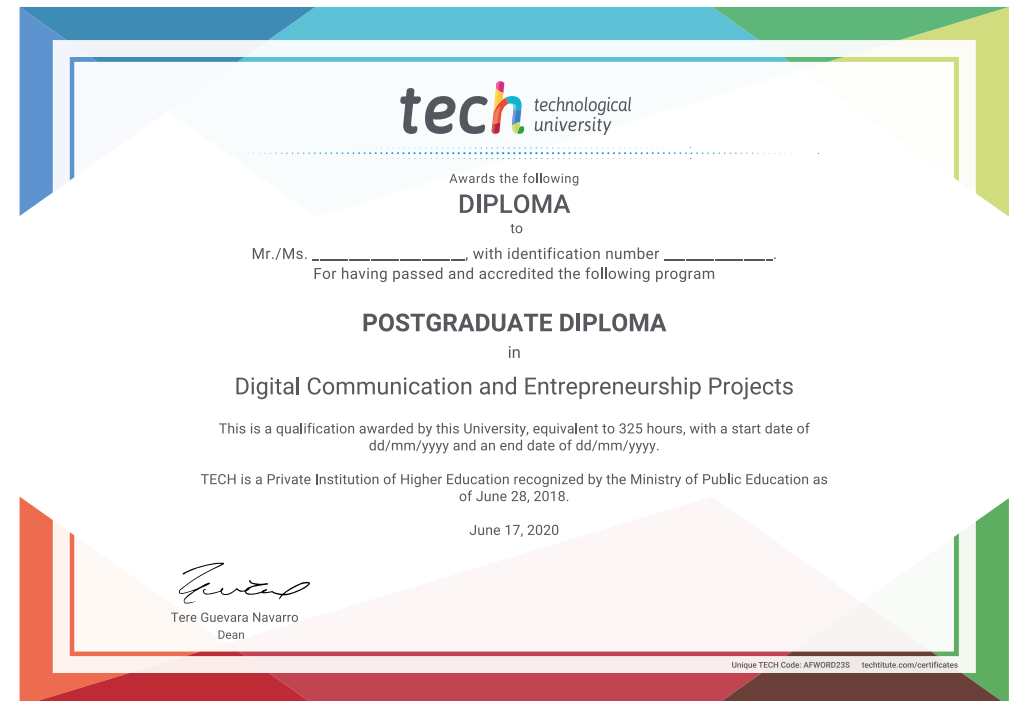 tech technological
university
Awards the following
DIPLOMA
to
Mr./Ms. ___________________, with identification number ______________.
For having passed and accredited the following program
POSTGRADUATE DIPLOMA
in
Digital Communication and Entrepreneurship Projects
This is a qualification awarded by this University, equivalent to 325 hours, with a start date of
dd/mm/yyyy and an end date of dd/mm/yyyy.
TECH is a Private Institution of Higher Education recognized by the Ministry of Public Education as
of June 28, 2018.
June 17, 2020
Tere Guevara Navarro
Dean
Unique TECH Code: AFWORD23S techtitute.com/certificates